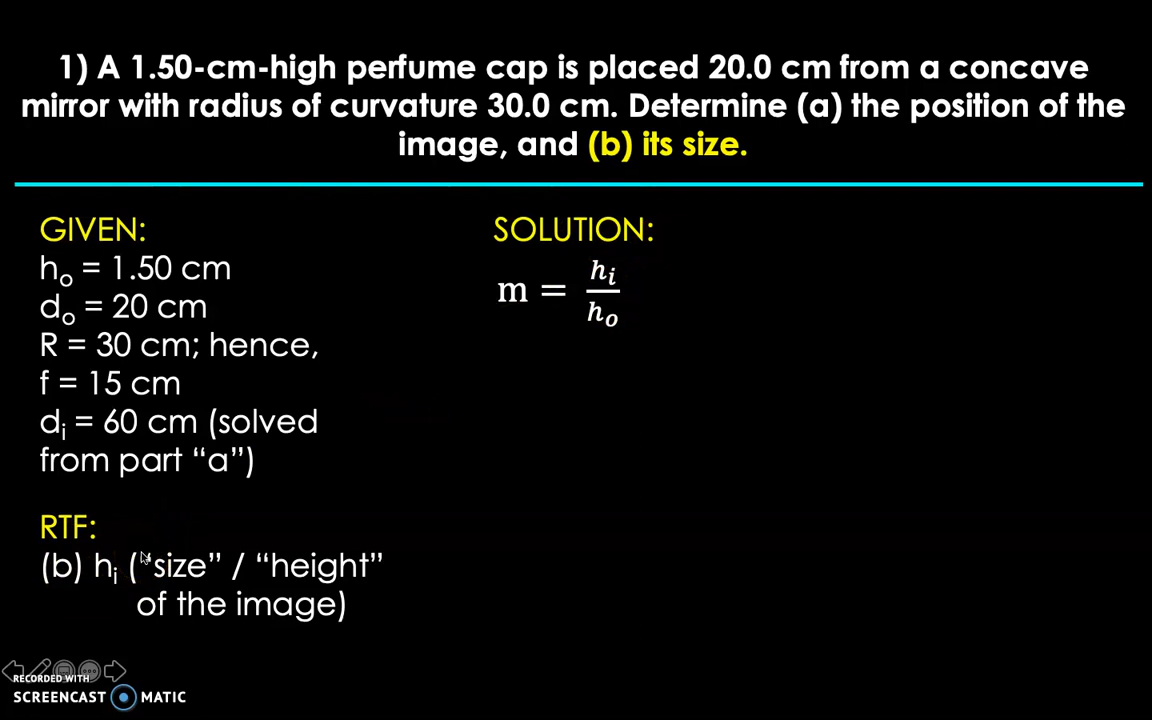 1) A 1.50-cm-high perfume cap is placed 20.0 cm from a concave
mirror with radius of curvature 30.0 cm. Determine (a) the position of the
image, and (b) its size.
GIVEN:
hₒ = 1.50 cm
dₒ = 20 cm
R = 30 cm; hence,
f = 15 cm
dᵢ = 60 cm (solved
from part “a”)
RTF:
(b) hᵢ (“size” / “height”
of the image)
SOLUTION:
m = hᵢ/hₒ
RECORDED WITH
SCREENCAST MATIC